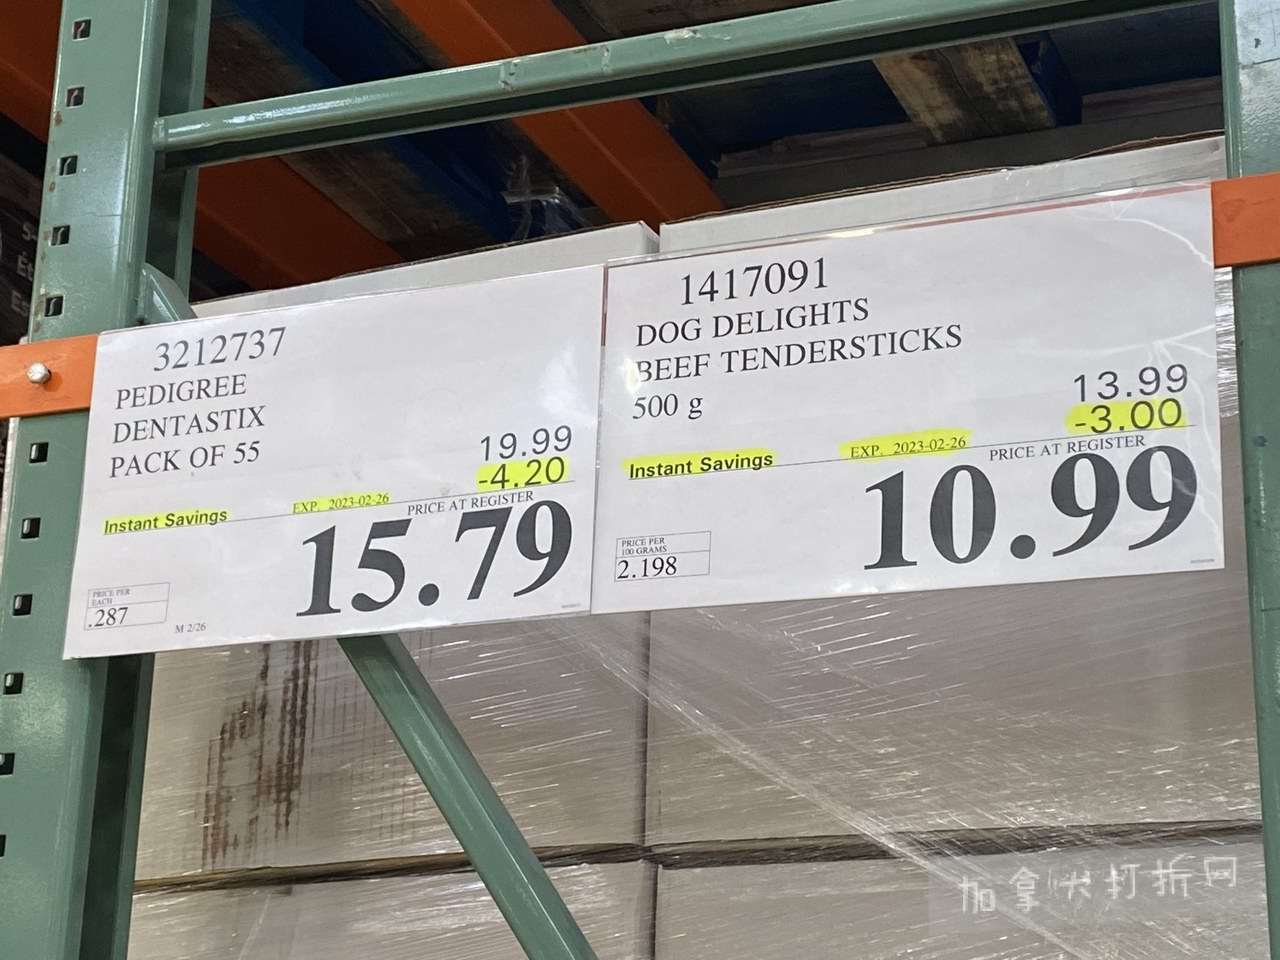 3212737
PEDIGREE
DENTASTIX
PACK OF 55
19.99
-4.20
Instant Savings EXP. 2023-02-26 PRICE AT REGISTER
15.79
PRICE PER
EACH
.287
M 2/26
1417091
DOG DELIGHTS
BEEF TENDERSTICKS
500 g
13.99
-3.00
Instant Savings EXP. 2023-02-26 PRICE AT REGISTER
10.99
PRICE PER
100 GRAMS
2.198
加拿大打折网